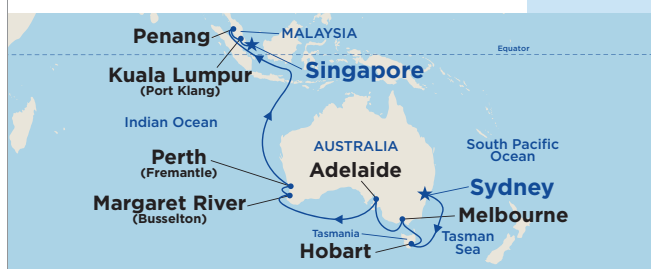 Penang
MALAYSIA
Equator
Singapore
Kuala Lumpur
(Port Klang)
Indian Ocean
AUSTRALIA
South Pacific
Ocean
Perth
(Fremantle)
Adelaide
Sydney
Margaret River
(Busselton)
Melbourne
Tasmania
Tasman
Sea
Hobart